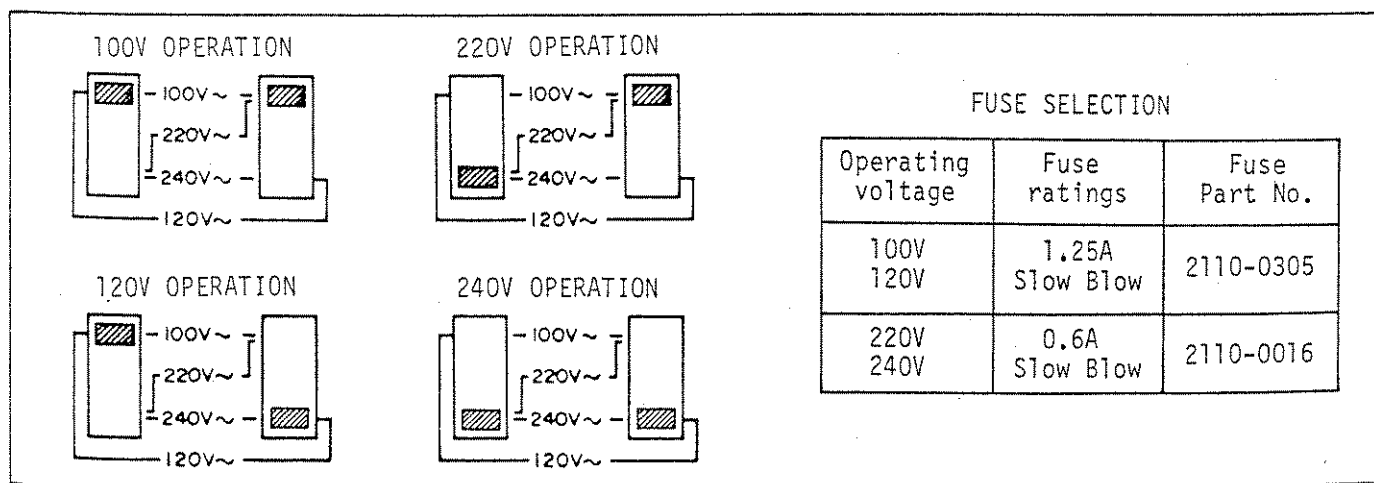 100V OPERATION
100V~
220V~
240V~
120V~
220V OPERATION
100V~
220V~
240V~
120V~
120V OPERATION
100V~
220V~
240V~
120V~
240V OPERATION
100V~
220V~
240V~
120V~
FUSE SELECTION
Operating voltage
Fuse ratings
Fuse Part No.
100V
120V
1.25A
Slow Blow
2110-0305
220V
240V
0.6A
Slow Blow
2110-0016